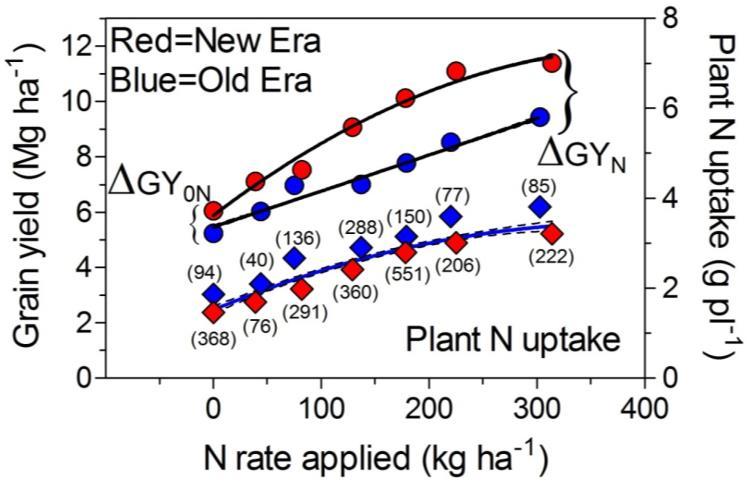 Red=New Era
Blue=Old Era
ΔGY0N
ΔGYN
(94)
(40)
(136)
(288)
(150)
(77)
(85)
(368)
(76)
(291)
(360)
(551)
(206)
(222)
Plant N uptake
Grain yield (Mg ha-1)
12
10
8
6
4
2
0
Plant N uptake (g pl-1)
8
6
4
2
0
0 100 200 300 400
N rate applied (kg ha-1)